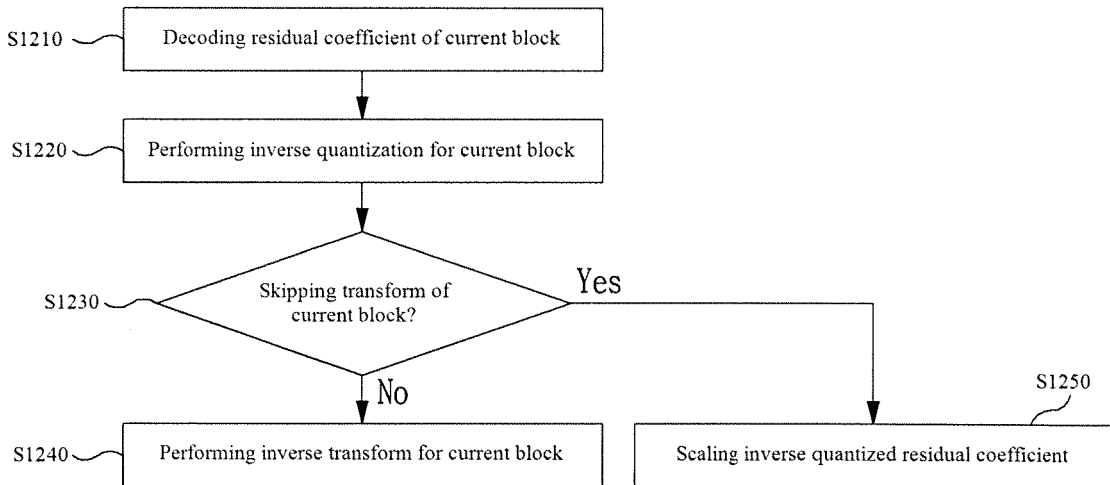 S1210
Decoding residual coefficient of current block
S1220
Performing inverse quantization for current block
S1230
Skipping transform of
current block?
Yes
No
S1240
Performing inverse transform for current block
S1250
Scaling inverse quantized residual coefficient